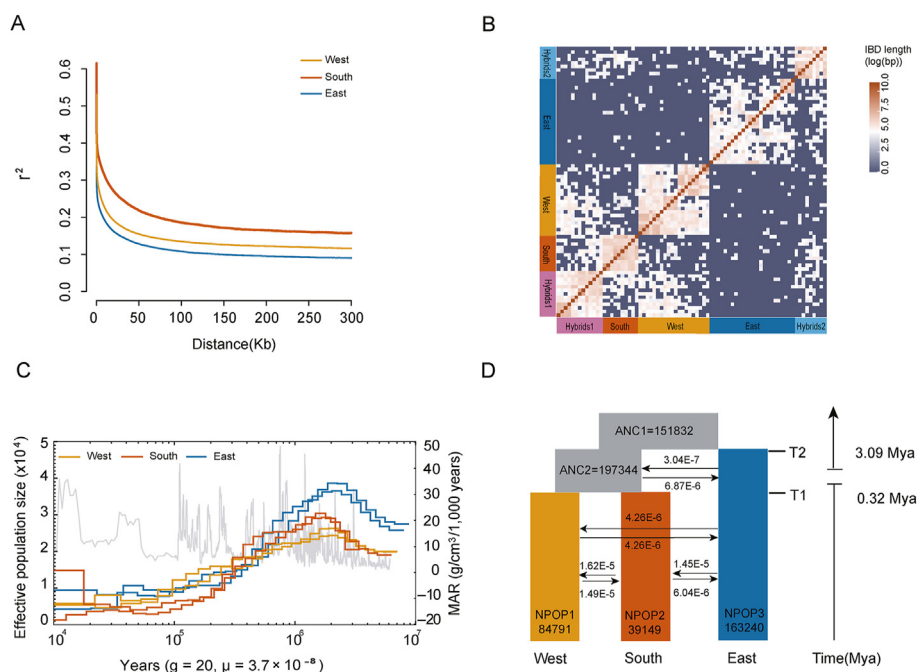 A
West
South
East
0.6
0.5
0.4
0.3
0.2
0.1
0.0
r²
0
50
100
150
200
250
300
Distance(Kb)
B
Hybrids2
East
West
South
Hybrids1
Hybrids1
South
West
East
Hybrids2
IBD length
(log(bp))
10.0
7.5
5.0
2.5
0.0
C
West
South
East
5
4
3
2
1
0
Effective population size (x10⁴)
50
40
30
20
10
0
−10
−20
MAR (g/cm³/1,000 years)
10⁴
10⁵
10⁶
10⁷
Years (g = 20, μ = 3.7 × 10⁻⁸)
D
ANC1=151832
ANC2=197344
3.04E-7
6.87E-7
T2
T1
3.09 Mya
0.32 Mya
4.26E-6
4.26E-6
1.62E-5
1.49E-5
1.45E-5
6.04E-6
NPOP1
84791
NPOP2
39149
NPOP3
163240
West
South
East
Time(Mya)